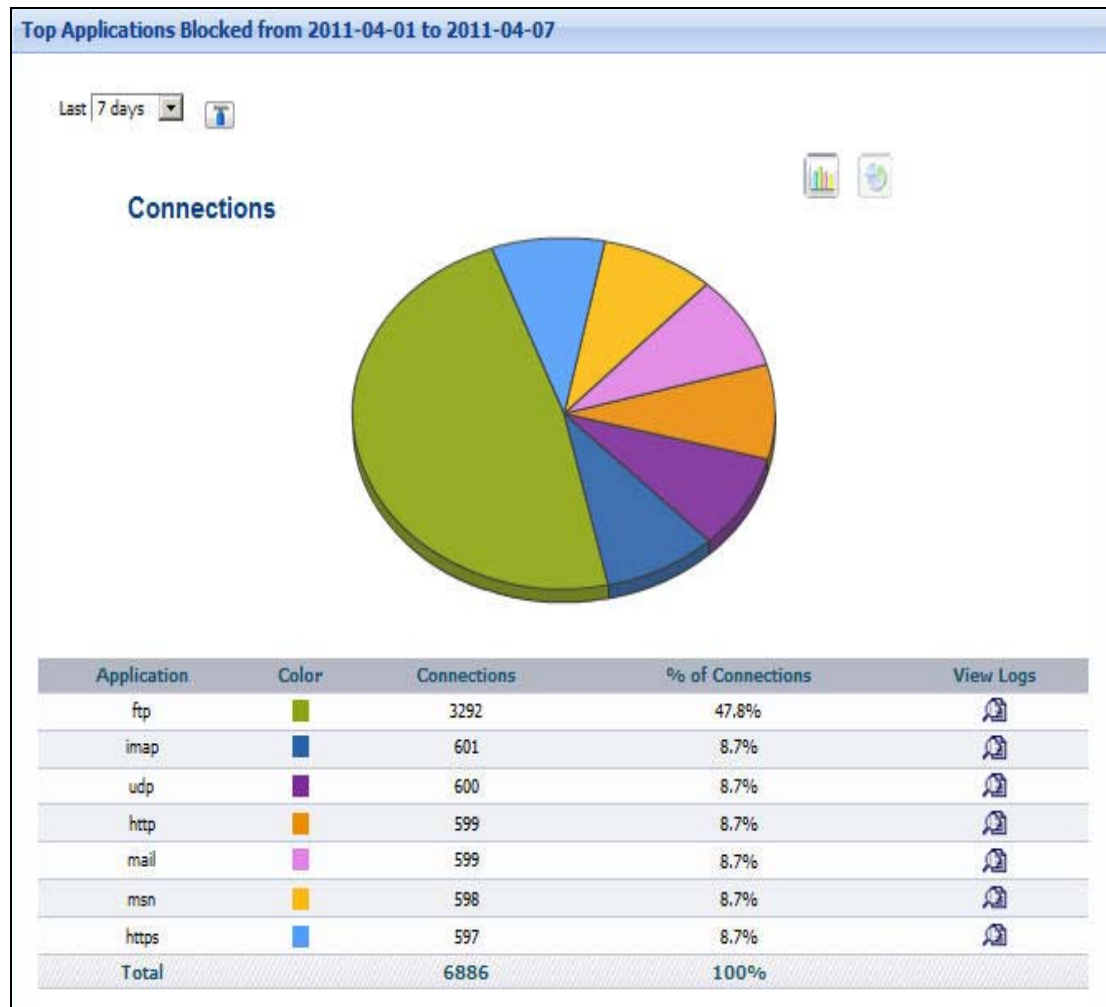 Top Applications Blocked from 2011-04-01 to 2011-04-07
Last 7 days
Connections
Application Color Connections % of Connections View Logs
ftp 3292 47.8%
imap 601 8.7%
udp 600 8.7%
http 599 8.7%
mail 599 8.7%
msn 598 8.7%
https 597 8.7%
Total 6886 100%